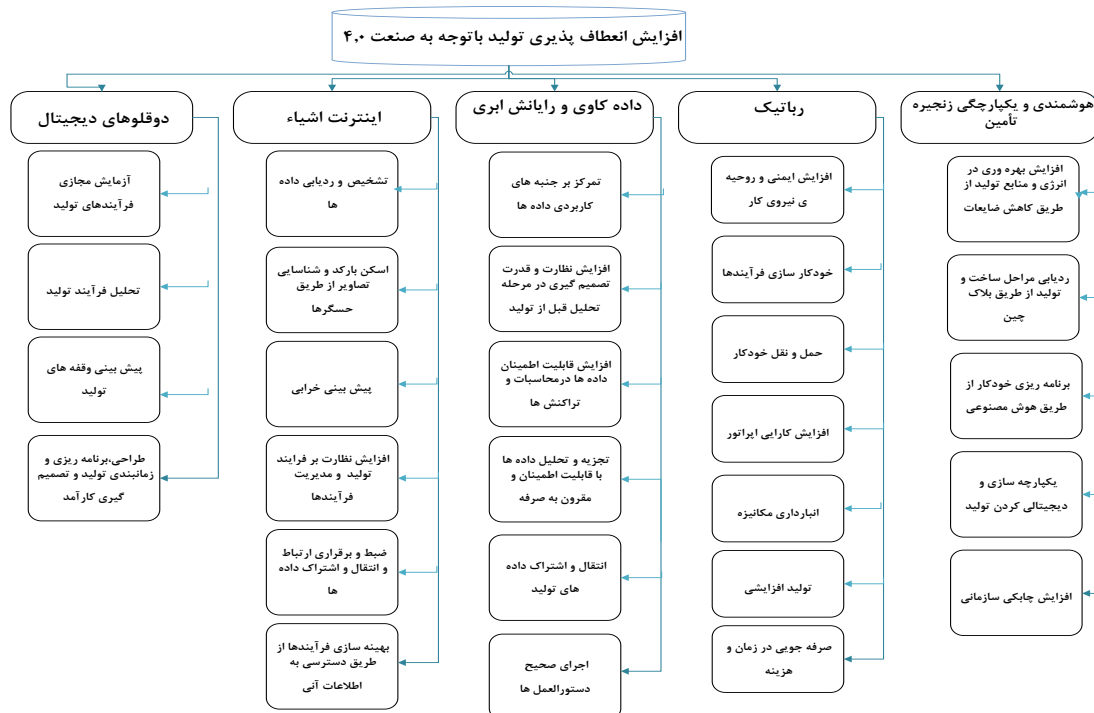 افزایش انعطاف پذیری تولید باتوجه به صنعت ۴,۰
هوشمندی و یکپارچگی زنجیره
تأمین
افزایش بهره وری در
انرژی و منابع تولید از
طریق کاهش ضایعات
ردیابی مراحل ساخت و
تولید از طریق بلاک
چین
برنامه ریزی خودکار از
طریق هوش مصنوعی
یکپارچه سازی و
دیجیتالی کردن تولید
افزایش چابکی سازمانی
رباتیک
افزایش ایمنی و روحیه
ی نیروی کار
خودکار سازی فرآیندها
حمل و نقل خودکار
افزایش کارایی اپراتور
انبارداری مکانیزه
تولید افزایشی
صرفه جویی در زمان و
هزینه
داده کاوی و رایانش ابری
تمرکز بر جنبه های
کاربردی داده ها
افزایش نظارت و قدرت
تصمیم گیری در مرحله
تحلیل قبل از تولید
افزایش قابلیت اطمینان
داده ها درمحاسبات و
تراکنش ها
تجزیه و تحلیل داده ها
با قابلیت اطمینان و
مقرون به صرفه
انتقال و اشتراک داده
های تولید
اجرای صحیح
دستورالعمل ها
اینترنت اشیاء
تشخیص و ردیابی داده
ها
اسکن بارکد و شناسایی
تصاویر از طریق
حسگرها
پیش بینی خرابی
افزایش نظارت بر فرایند
تولید و مدیریت
فرآیندها
ضبط و برقراری ارتباط
و انتقال و اشتراک داده
ها
بهینه سازی فرآیندها از
طریق دسترسی به
اطلاعات آنی
دوقلوهای دیجیتال
آزمایش مجازی
فرآیندهای تولید
تحلیل فرآیند تولید
پیش بینی وقفه های
تولید
طراحی،برنامه ریزی و
زمانبندی تولید و تصمیم
گیری کارآمد